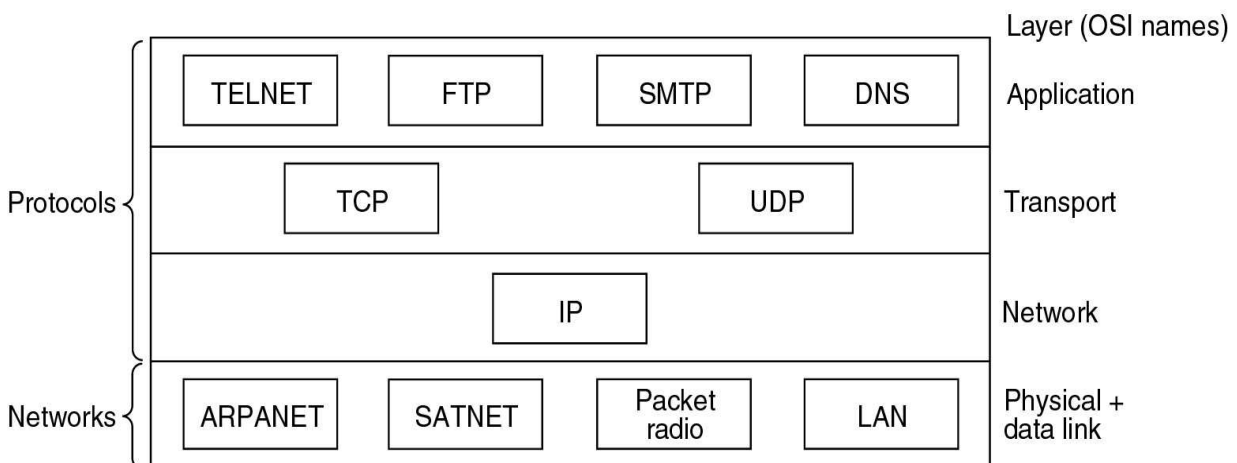 Layer (OSI names)
TELNET FTP SMTP DNS Application
Protocols TCP UDP Transport
IP Network
Networks ARPANET SATNET Packet radio LAN Physical +
data link